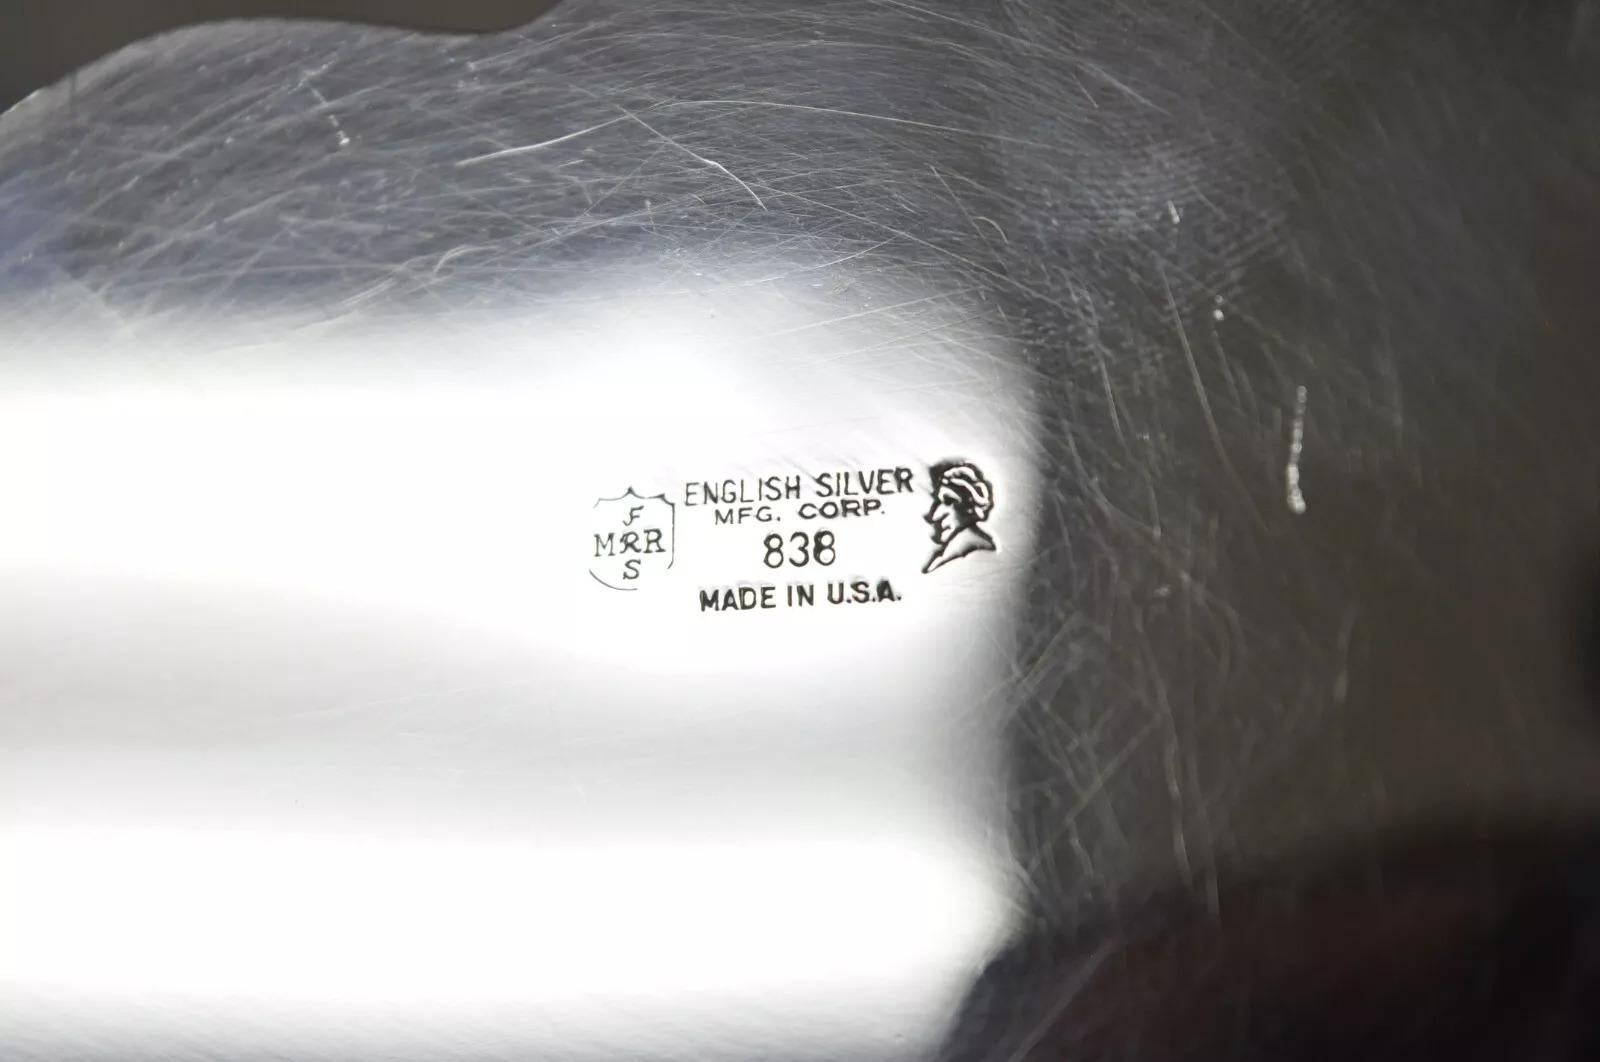 F
MRR
S
ENGLISH SILVER
MFG. CORP.
838
MADE IN U.S.A.